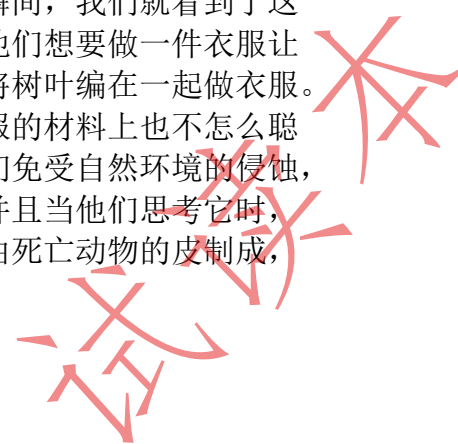 瞬间，我们就看到了这
他们想要做一件衣服让
将树叶编在一起做衣服。
服的材料上也不怎么聪
们免受自然环境的侵蚀，
并且当他们思考它时，
由死亡动物的皮制成，
试读本